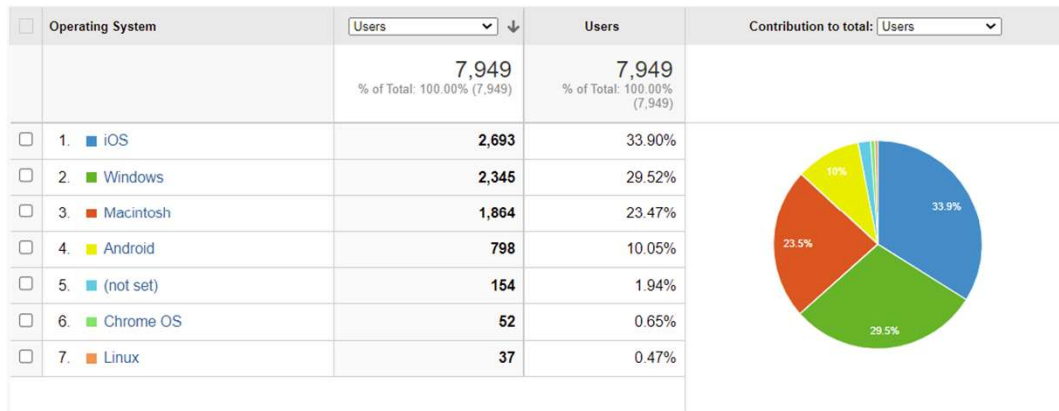 Operating System Users Users Contribution to total: Users
7,949 7,949
% of Total: 100.00% (7,949) % of Total: 100.00%
(7,949)
1. iOS 2,693 33.90%
2. Windows 2,345 29.52%
3. Macintosh 1,864 23.47%
4. Android 798 10.05%
5. (not set) 154 1.94%
6. Chrome OS 52 0.65%
7. Linux 37 0.47%
10%
33.9%
23.5%
29.5%